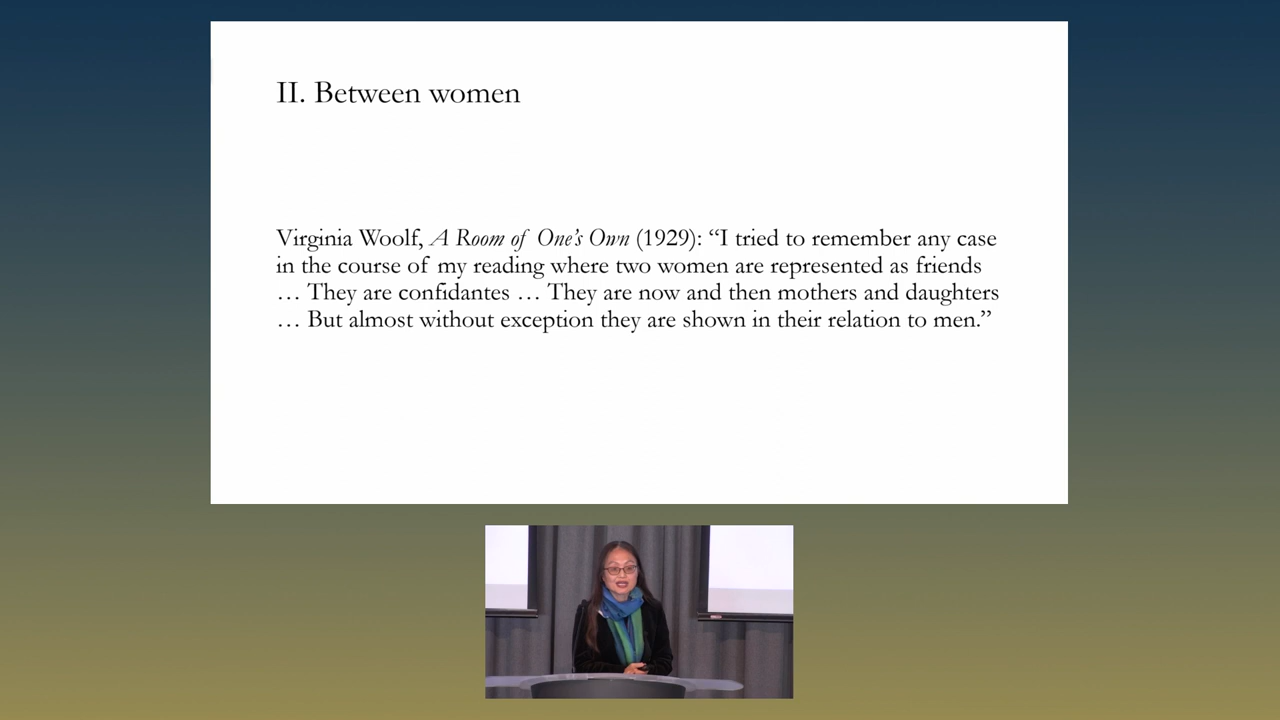 II. Between women
Virginia Woolf, A Room of One’s Own (1929): “I tried to remember any case
in the course of my reading where two women are represented as friends
… They are confidantes … They are now and then mothers and daughters
… But almost without exception they are shown in their relation to men.”